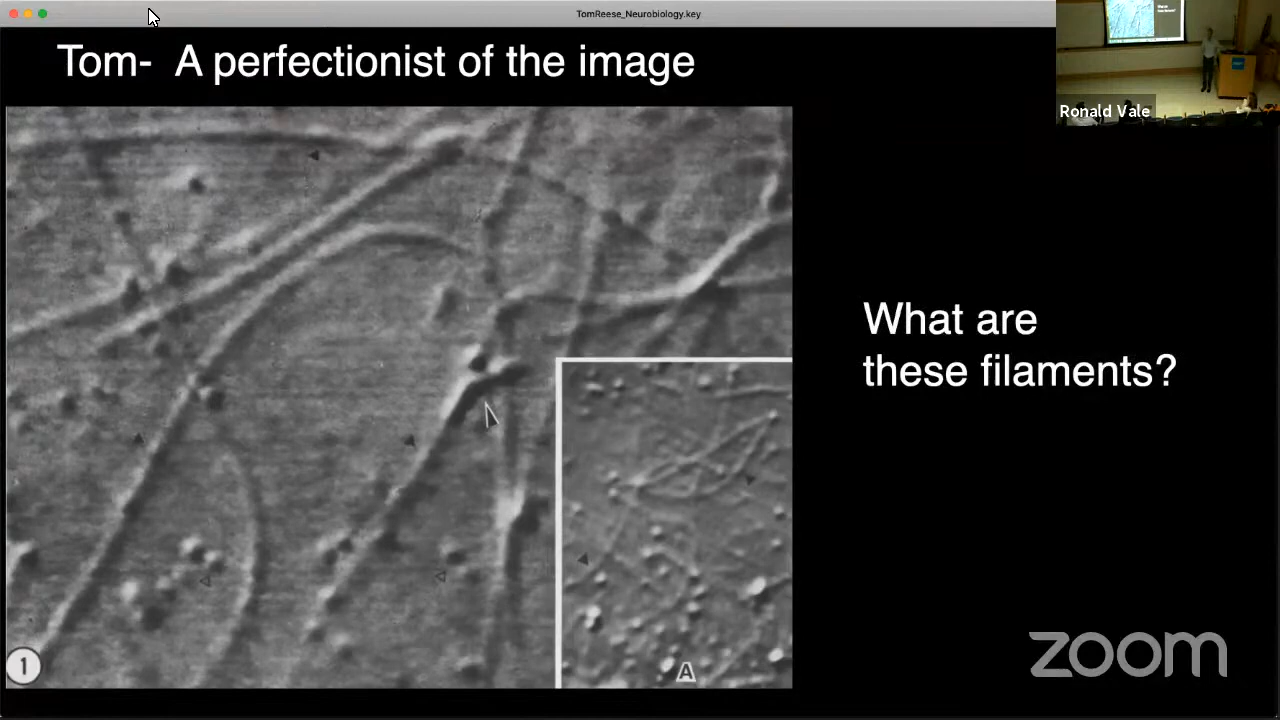 TomReese_Neurobiology.key
Tom- A perfectionist of the image
Ronald Vale
What are
these filaments?
1
A
zoom